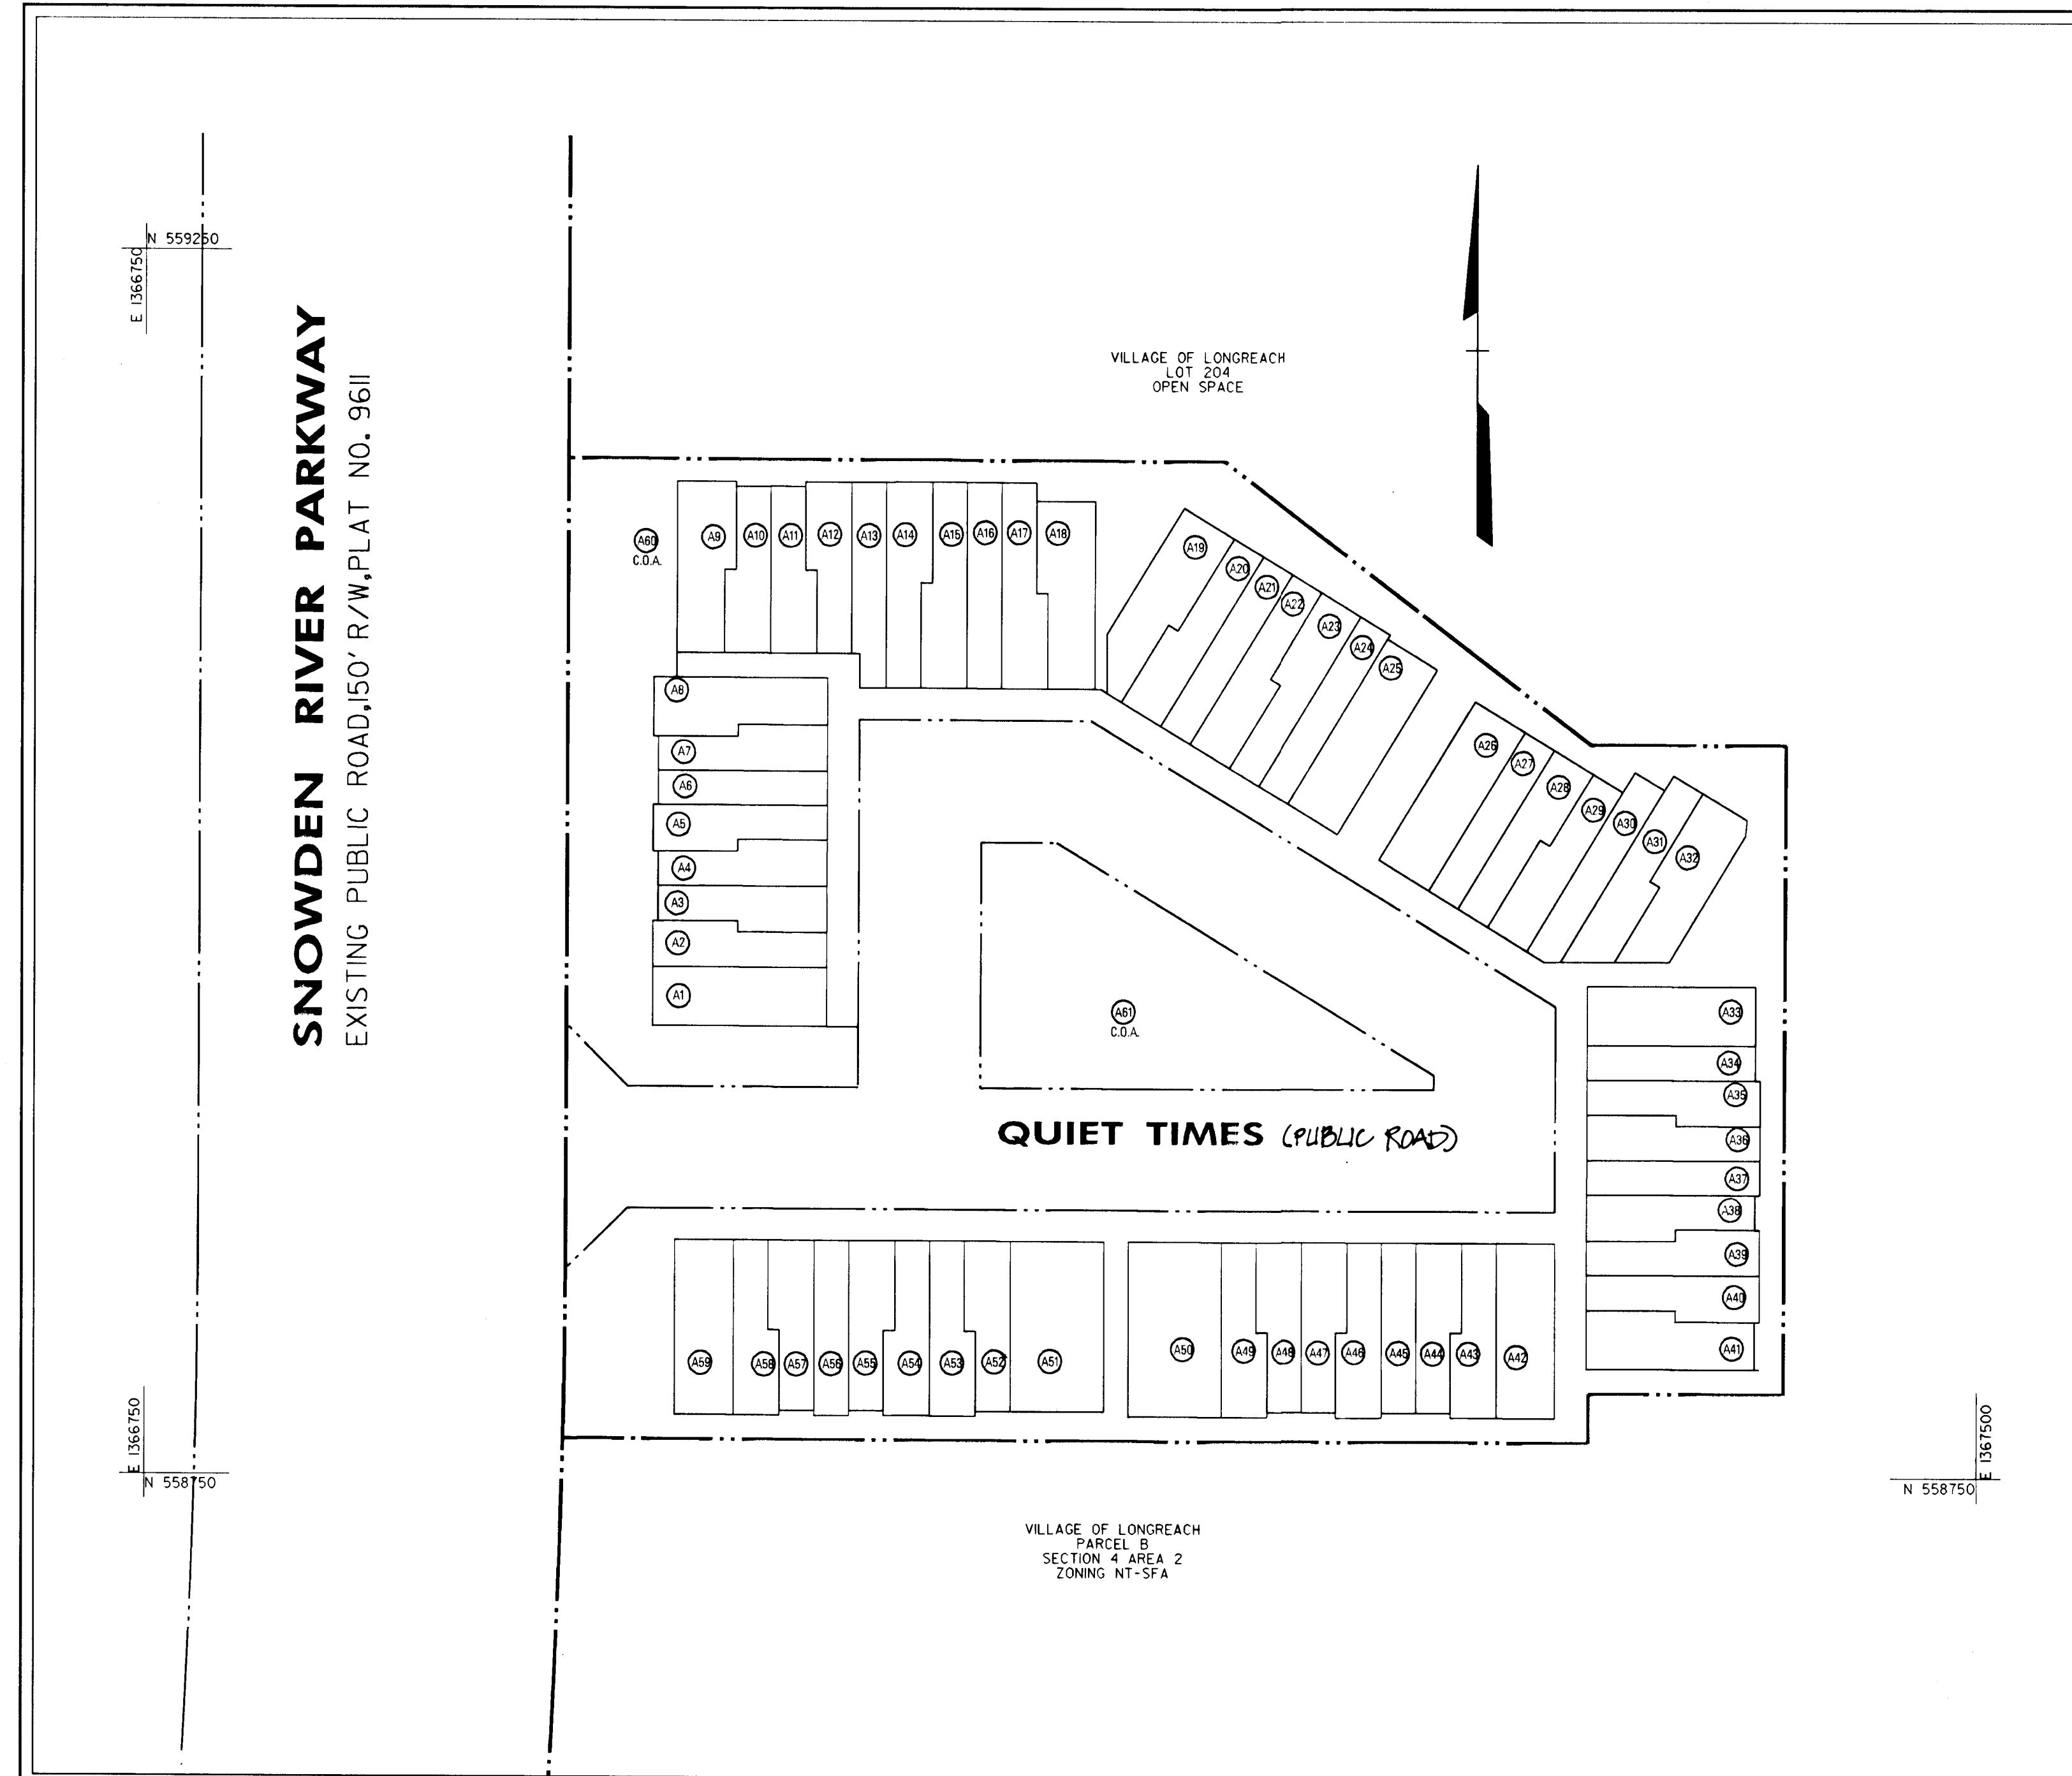 N 559250
E 1366750
SNOWDEN RIVER PARKWAY
EXISTING PUBLIC ROAD,150' R/W,PLAT NO. 9611
VILLAGE OF LONGREACH
LOT 204
OPEN SPACE
A60
C.O.A.
A9
A10
A11
A12
A13
A14
A15
A16
A17
A18
A19
A20
A21
A22
A23
A24
A25
A26
A27
A28
A29
A30
A31
A32
A8
A7
A6
A5
A4
A3
A2
A1
A61
C.O.A.
A33
A34
A35
A36
A37
A38
A39
A40
A41
QUIET TIMES (PUBLIC ROAD)
A59
A58
A57
A56
A55
A54
A53
A52
A51
A50
A49
A48
A47
A46
A45
A44
A43
A42
E 1366750
N 558750
E 1367500
N 558750
VILLAGE OF LONGREACH
PARCEL B
SECTION 4 AREA 2
ZONING NT-SFA